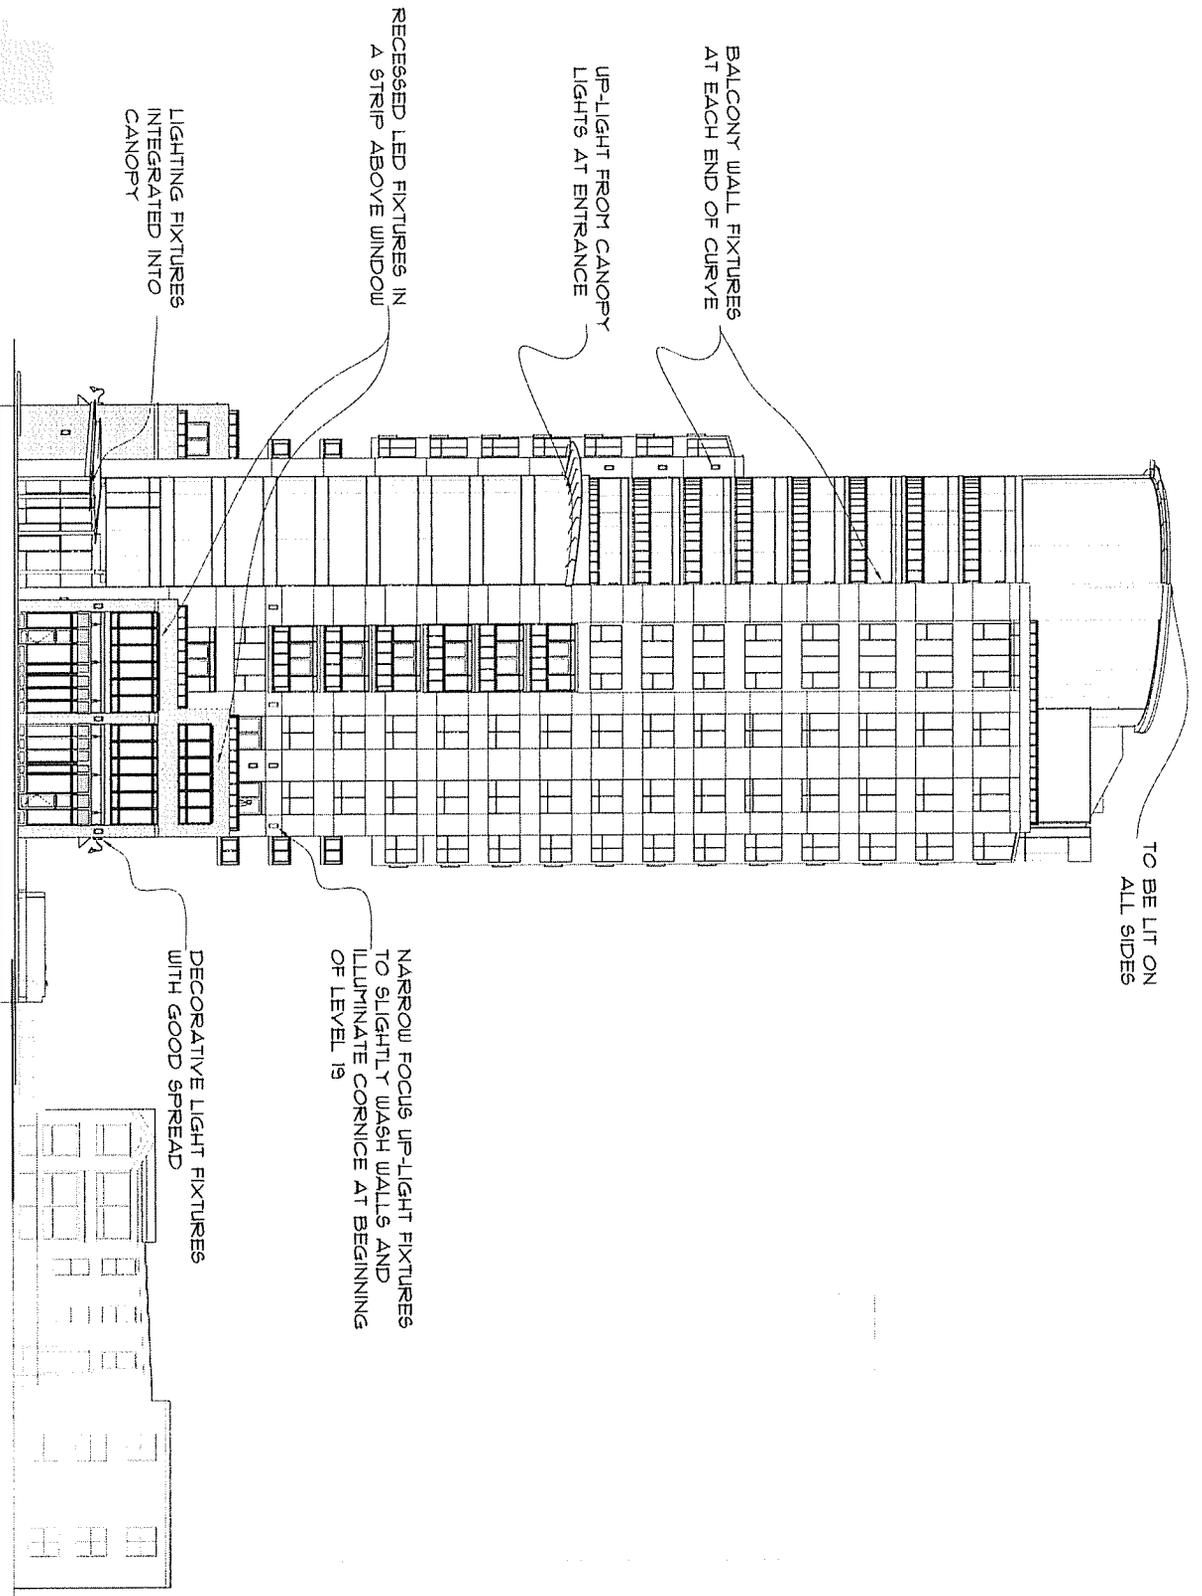 TO BE LIT ON
ALL SIDES
BALCONY WALL FIXTURES
AT EACH END OF CURVE
UP-LIGHT FROM CANOPY
LIGHTS AT ENTRANCE
RECESSED LED FIXTURES IN
A STRIP ABOVE WINDOW
LIGHTING FIXTURES
INTEGRATED INTO
CANOPY
NARROW FOCUS UP-LIGHT FIXTURES
TO SLIGHTLY WASH WALLS AND
ILLUMINATE CORNICE AT BEGINNING
OF LEVEL 19
DECORATIVE LIGHT FIXTURES
WITH GOOD SPREAD